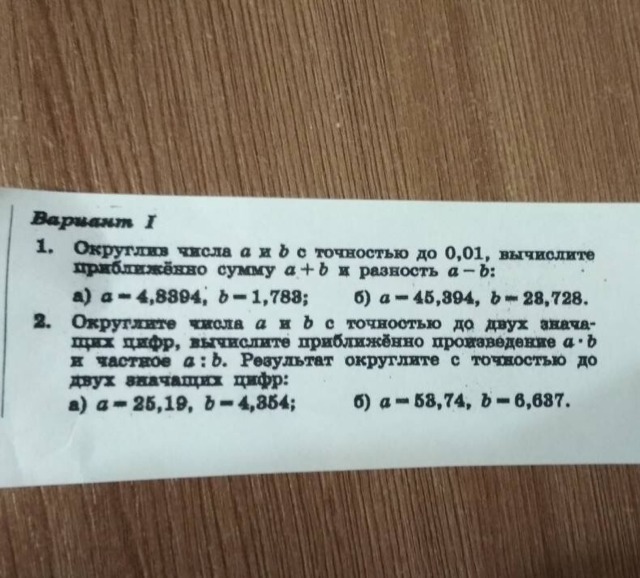 Вариант I
1. Округлив числа a и b с точностью до 0,01, вычислите
приближённо сумму a + b и разность a – b:
а) a = 4,8394, b = 1,783; б) a = 45,394, b = 23,728.
2. Округлите числа a и b с точностью до двух знача-
щих цифр, вычислите приближённо произведение a · b
и частное a : b. Результат округлите с точностью до
двух значащих цифр:
а) a = 25,19, b = 4,354; б) a = 53,74, b = 6,637.